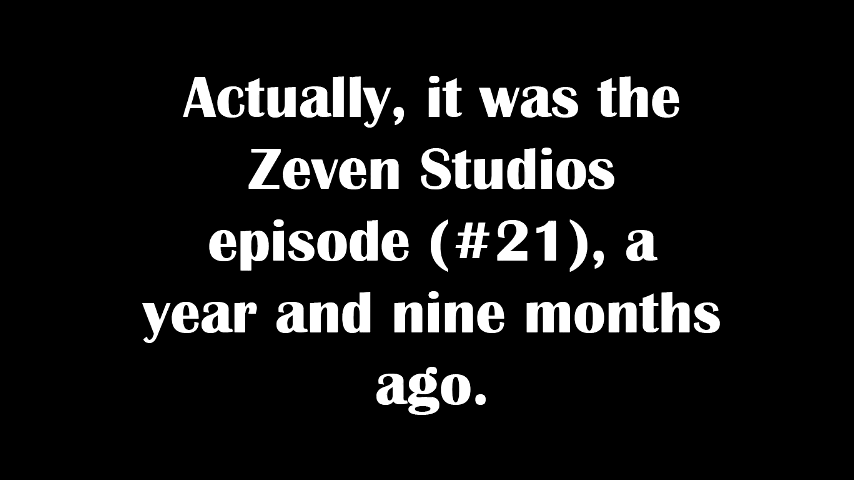 Actually, it was the
Zeven Studios
episode (#21), a
year and nine months
ago.